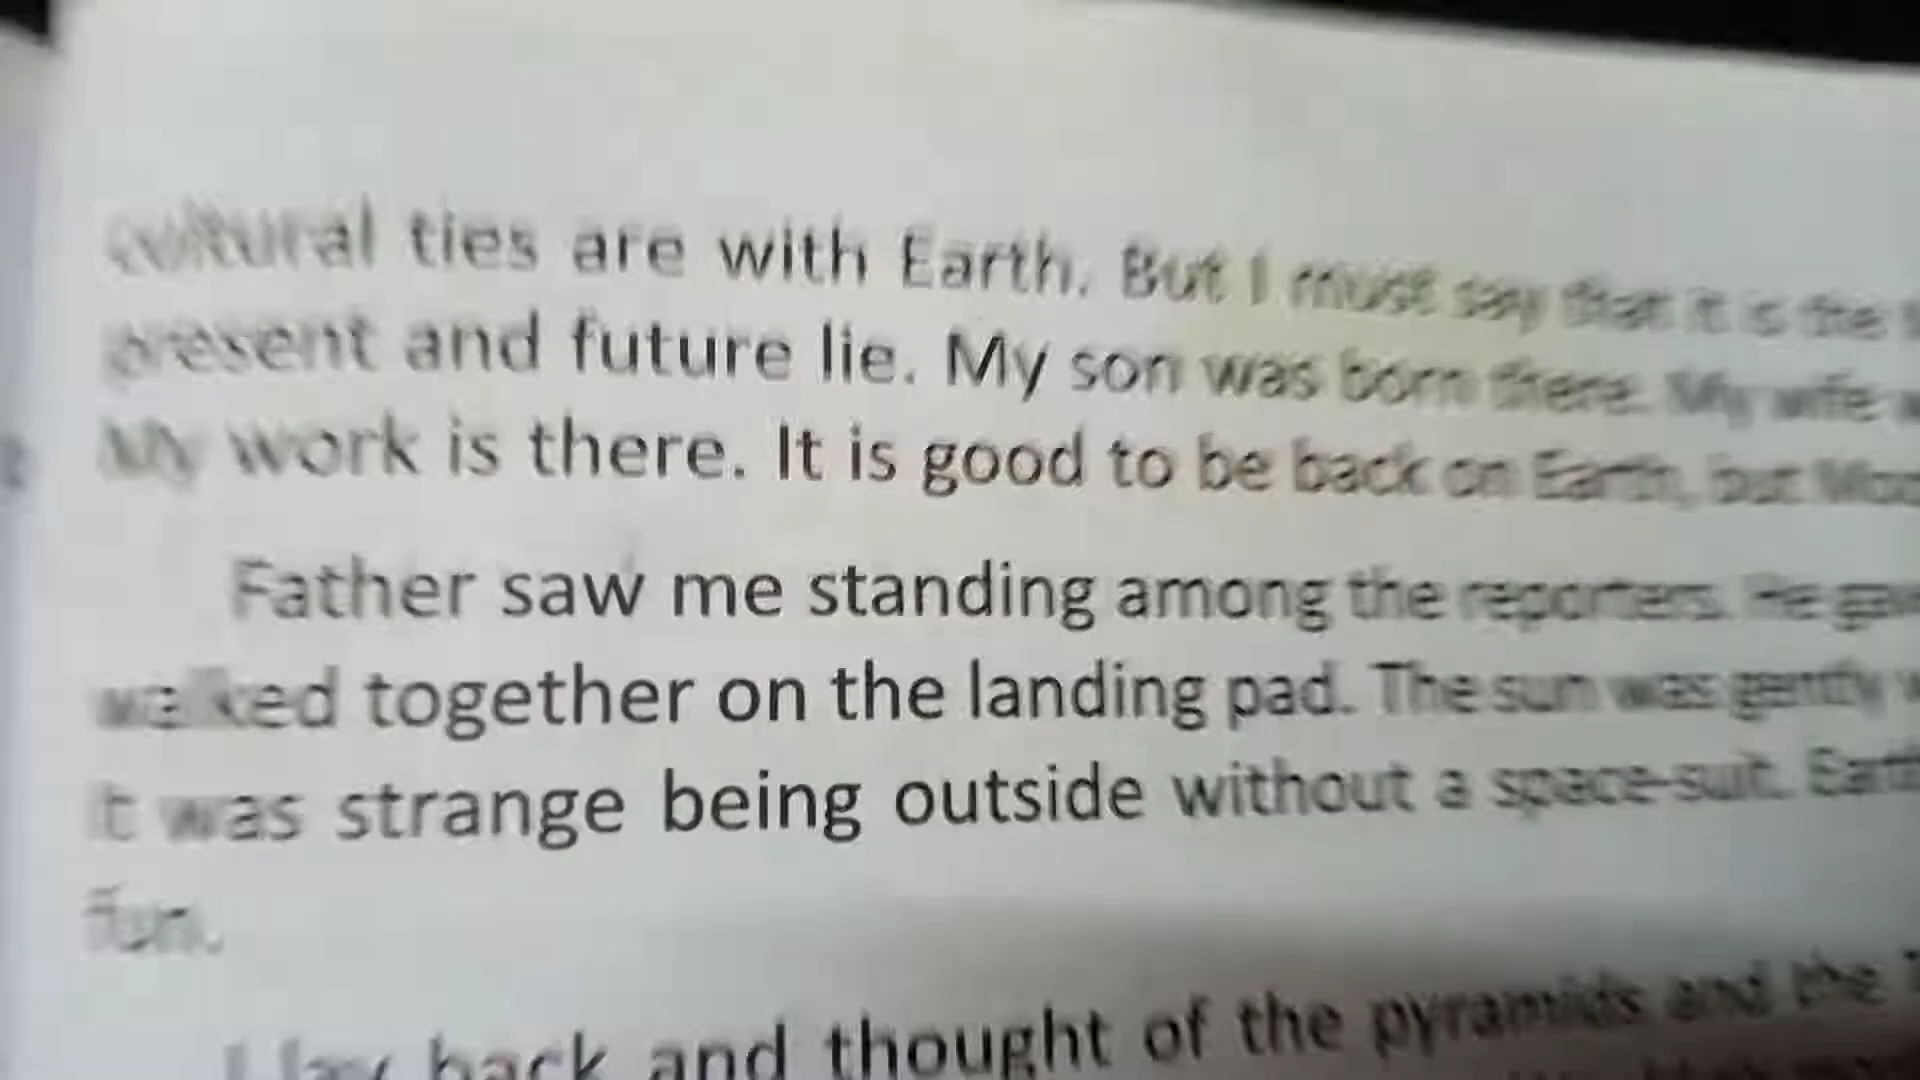 cultural ties are with Earth. But I must say that it is the
present and future lie. My son was born there. My wife
My work is there. It is good to be back on Earth, but
Father saw me standing among the reporters. He
walked together on the landing pad. The sun was gently
It was strange being outside without a space-suit.
fun.
I lay back and thought of the pyramids and the